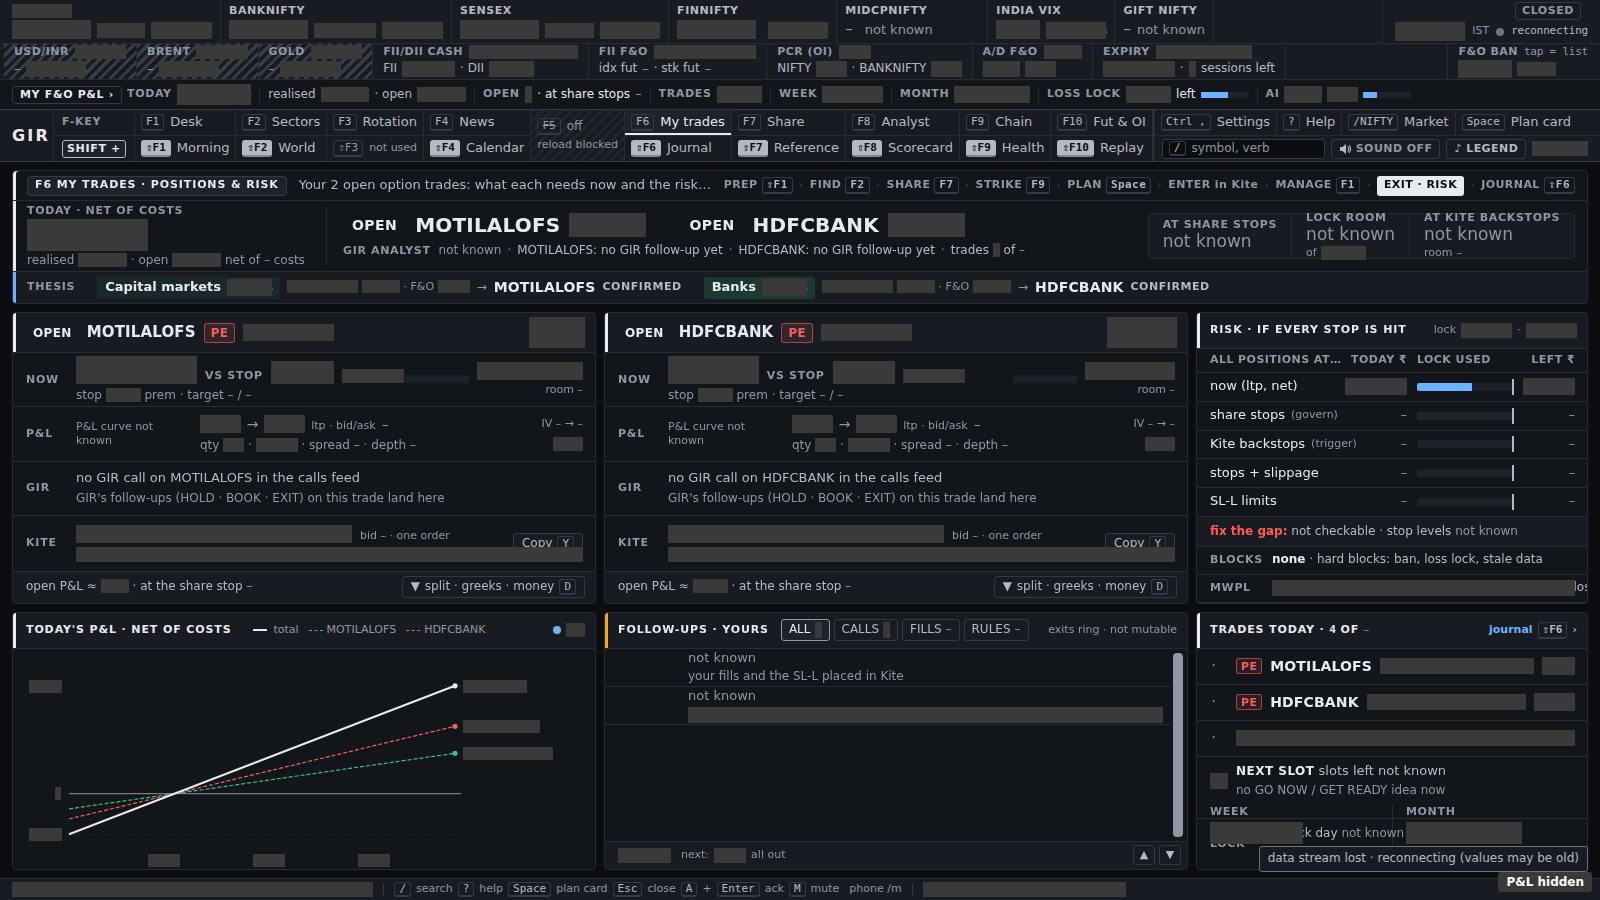 BANKNIFTY SENSEX FINNIFTY MIDCPNIFTY INDIA VIX GIFT NIFTY CLOSED
– not known – not known IST reconnecting
USD/INR BRENT GOLD FII/DII CASH FII F&O PCR (OI) A/D F&O EXPIRY F&O BAN tap = list
– – – FII · DII idx fut – · stk fut – NIFTY · BANKNIFTY · sessions left
MY F&O P&L › TODAY realised · open OPEN · at share stops – TRADES WEEK MONTH LOSS LOCK left AI
GIR F-KEY F1 Desk F2 Sectors F3 Rotation F4 News F5 off F6 My trades F7 Share F8 Analyst F9 Chain F10 Fut & OI Ctrl , Settings ? Help /NIFTY Market Space Plan card
SHIFT + ⇧F1 Morning ⇧F2 World ⇧F3 not used ⇧F4 Calendar reload blocked ⇧F6 Journal ⇧F7 Reference ⇧F8 Scorecard ⇧F9 Health ⇧F10 Replay / symbol, verb SOUND OFF ♪ LEGEND
F6 MY TRADES · POSITIONS & RISK Your 2 open option trades: what each needs now and the risk… PREP ⇧F1 › FIND F2 › SHARE F7 › STRIKE F9 › PLAN Space › ENTER in Kite › MANAGE F1 › EXIT · RISK › JOURNAL ⇧F6
TODAY · NET OF COSTS
OPEN MOTILALOFS OPEN HDFCBANK
AT SHARE STOPS not known LOCK ROOM not known of AT KITE BACKSTOPS not known room –
realised · open net of – costs
GIR ANALYST not known · MOTILALOFS: no GIR follow-up yet · HDFCBANK: no GIR follow-up yet · trades of –
THESIS Capital markets · F&O → MOTILALOFS CONFIRMED Banks · F&O → HDFCBANK CONFIRMED
OPEN MOTILALOFS PE
NOW VS STOP
stop prem · target – / – room –
P&L P&L curve not known → ltp · bid/ask – IV – → –
qty · · spread – · depth –
GIR no GIR call on MOTILALOFS in the calls feed
GIR's follow-ups (HOLD · BOOK · EXIT) on this trade land here
KITE bid – · one order Copy Y
open P&L ≈ · at the share stop – ▼ split · greeks · money D
OPEN HDFCBANK PE
NOW VS STOP
stop prem · target – / – room –
P&L P&L curve not known → ltp · bid/ask – IV – → –
qty · · spread – · depth –
GIR no GIR call on HDFCBANK in the calls feed
GIR's follow-ups (HOLD · BOOK · EXIT) on this trade land here
KITE bid – · one order Copy Y
open P&L ≈ · at the share stop – ▼ split · greeks · money D
RISK · IF EVERY STOP IS HIT lock ·
ALL POSITIONS AT… TODAY ₹ LOCK USED LEFT ₹
now (ltp, net)
share stops (govern) – –
Kite backstops (trigger) – –
stops + slippage – –
SL-L limits – –
fix the gap: not checkable · stop levels not known
BLOCKS none · hard blocks: ban, loss lock, stale data
MWPL
TODAY'S P&L · NET OF COSTS total MOTILALOFS HDFCBANK
FOLLOW-UPS · YOURS ALL CALLS FILLS – RULES – exits ring · not mutable
not known
your fills and the SL-L placed in Kite
not known
next: all out ▲ ▼
TRADES TODAY · 4 OF – journal ⇧F6 ›
· PE MOTILALOFS
· PE HDFCBANK
·
NEXT SLOT slots left not known
no GO NOW / GET READY idea now
WEEK MONTH
k day not known
LOCK
data stream lost · reconnecting (values may be old)
/ search ? help Space plan card Esc close A + Enter ack M mute phone /m
P&L hidden